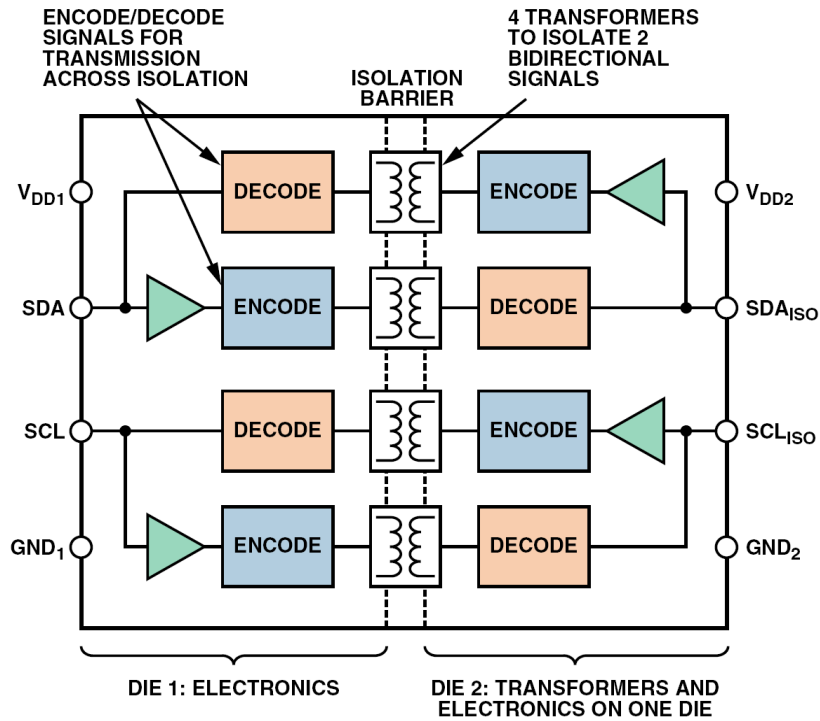 ENCODE/DECODE
SIGNALS FOR
TRANSMISSION
ACROSS ISOLATION
4 TRANSFORMERS
TO ISOLATE 2
BIDIRECTIONAL
SIGNALS
ISOLATION
BARRIER
VDD1
DECODE
ENCODE
VDD2
SDA
ENCODE
DECODE
SDAISO
SCL
DECODE
ENCODE
SCLISO
GND1
ENCODE
DECODE
GND2
DIE 1: ELECTRONICS
DIE 2: TRANSFORMERS AND
ELECTRONICS ON ONE DIE